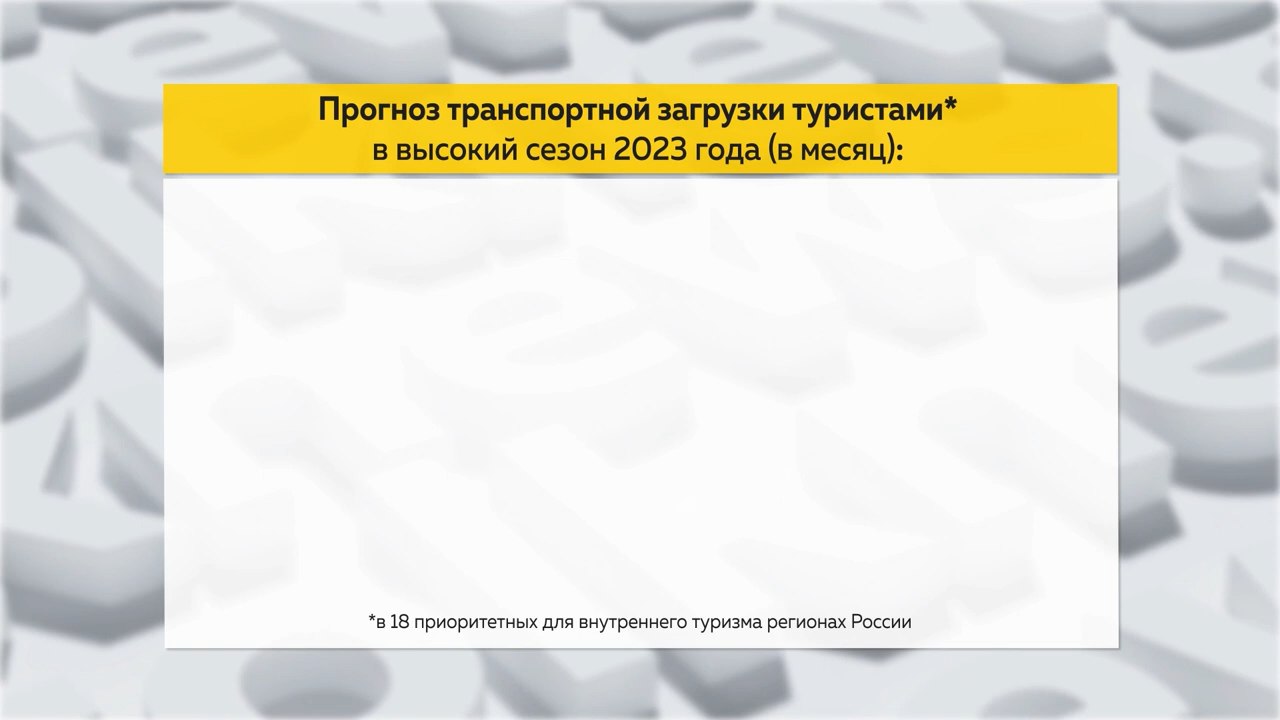 Прогноз транспортной загрузки туристами*
в высокий сезон 2023 года (в месяц):
*в 18 приоритетных для внутреннего туризма регионах России